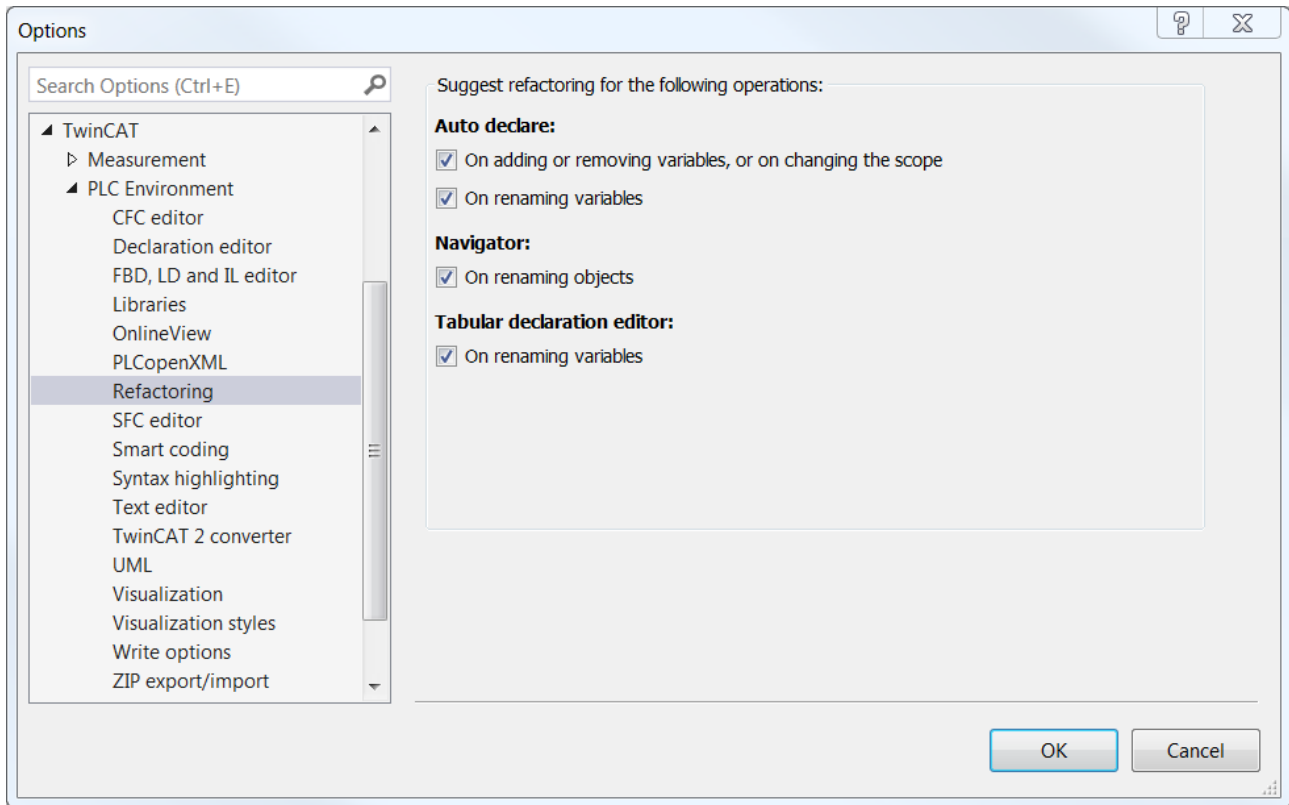 Options
Search Options (Ctrl+E)
TwinCAT
Measurement
PLC Environment
CFC editor
Declaration editor
FBD, LD and IL editor
Libraries
OnlineView
PLCopenXML
Refactoring
SFC editor
Smart coding
Syntax highlighting
Text editor
TwinCAT 2 converter
UML
Visualization
Visualization styles
Write options
ZIP export/import
Suggest refactoring for the following operations:
Auto declare:
On adding or removing variables, or on changing the scope
On renaming variables
Navigator:
On renaming objects
Tabular declaration editor:
On renaming variables
OK
Cancel